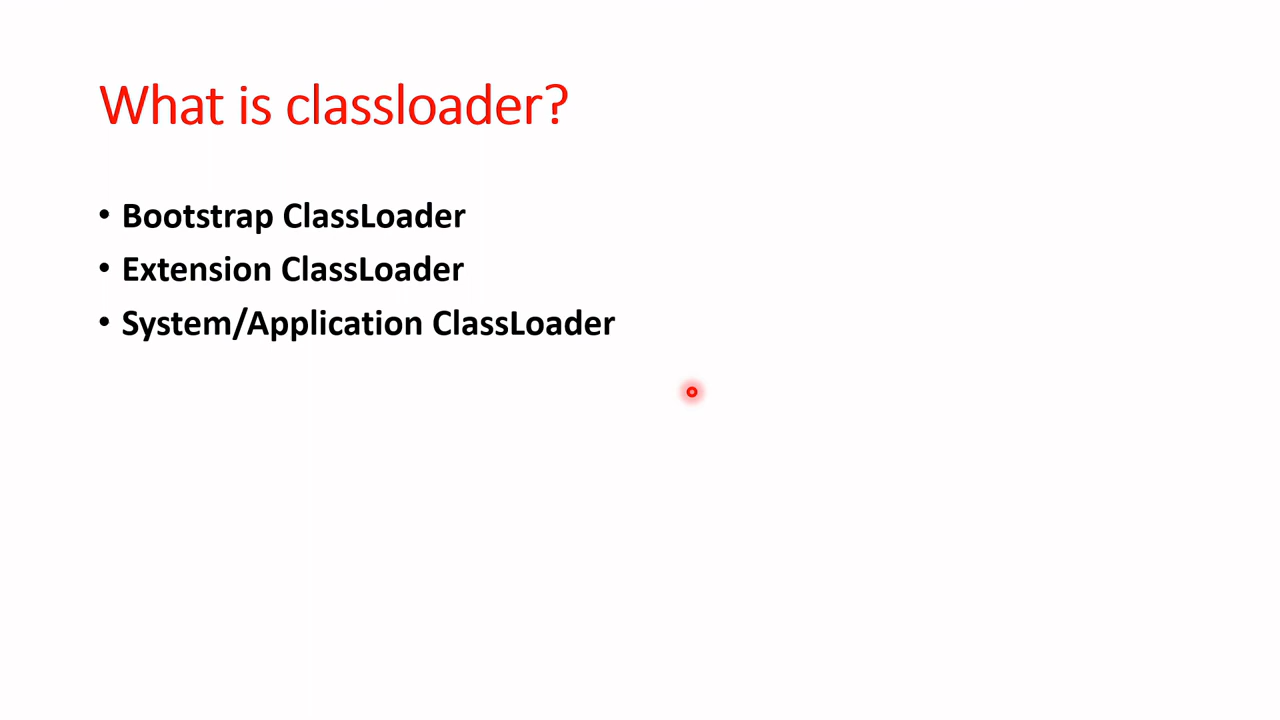 What is classloader?
• Bootstrap ClassLoader
• Extension ClassLoader
• System/Application ClassLoader